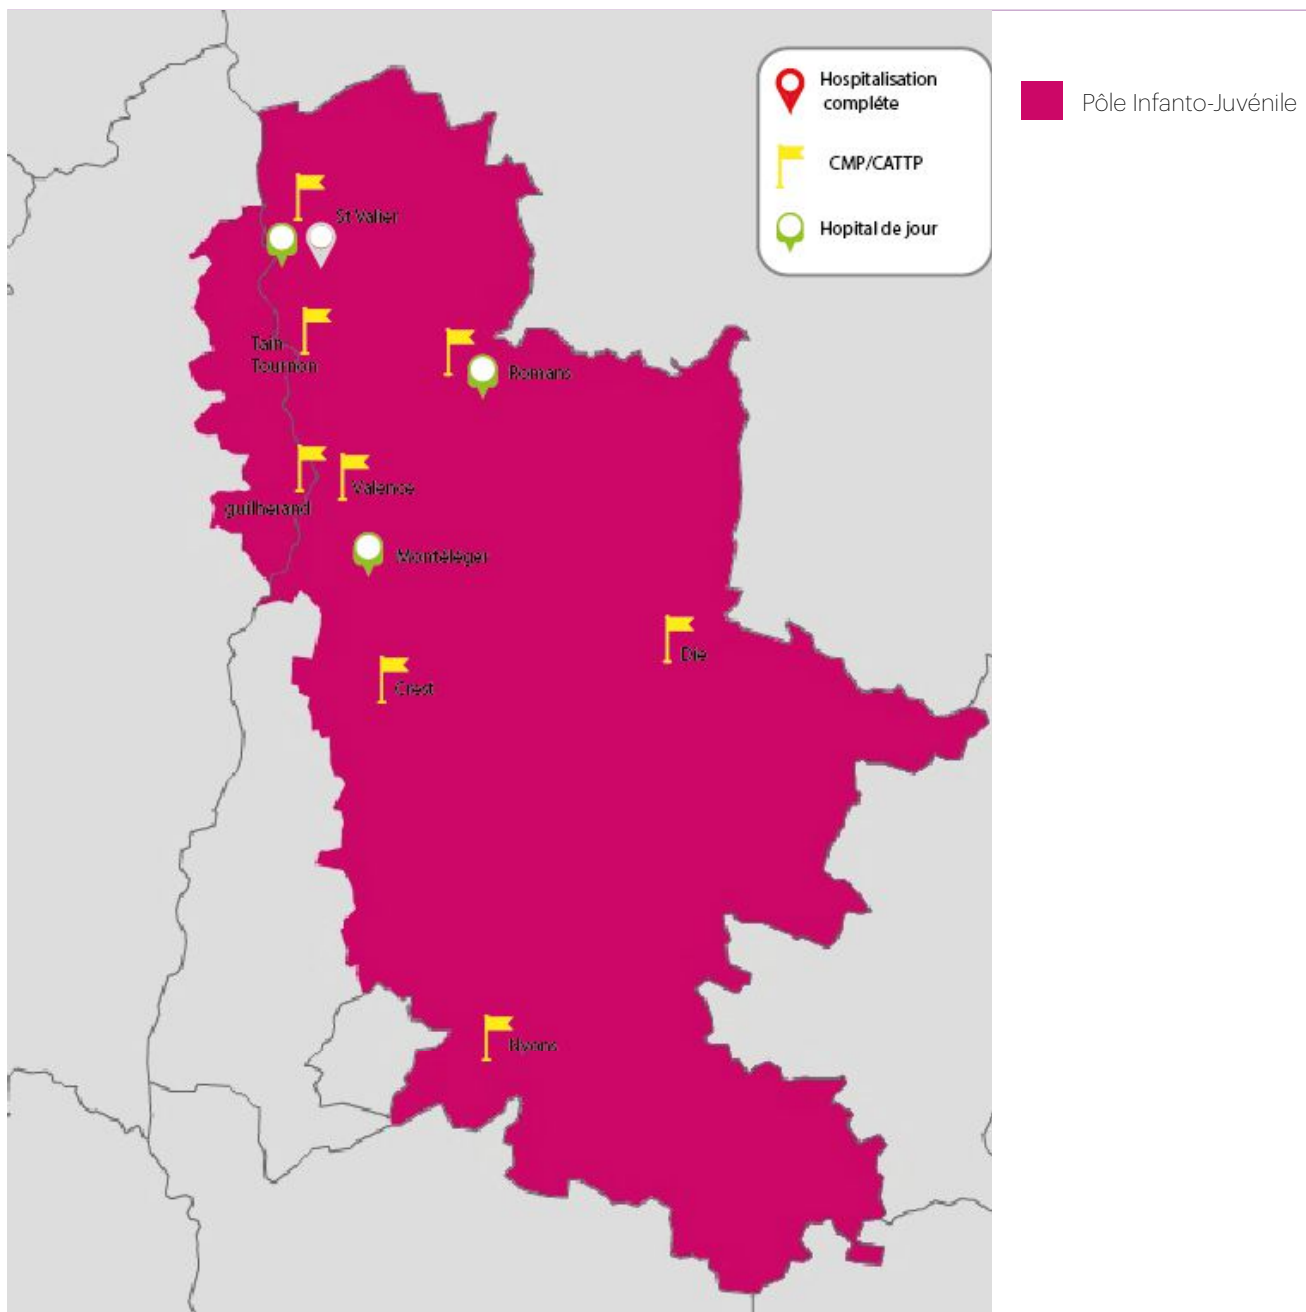 Hospitalisation
compléte
CMP/CATTP
Hopital de jour
Pôle Infanto-Juvénile
St Valier
Tain
Tournon
Romans
guilherand
Valence
Montéléger
Die
Crest
Nyons